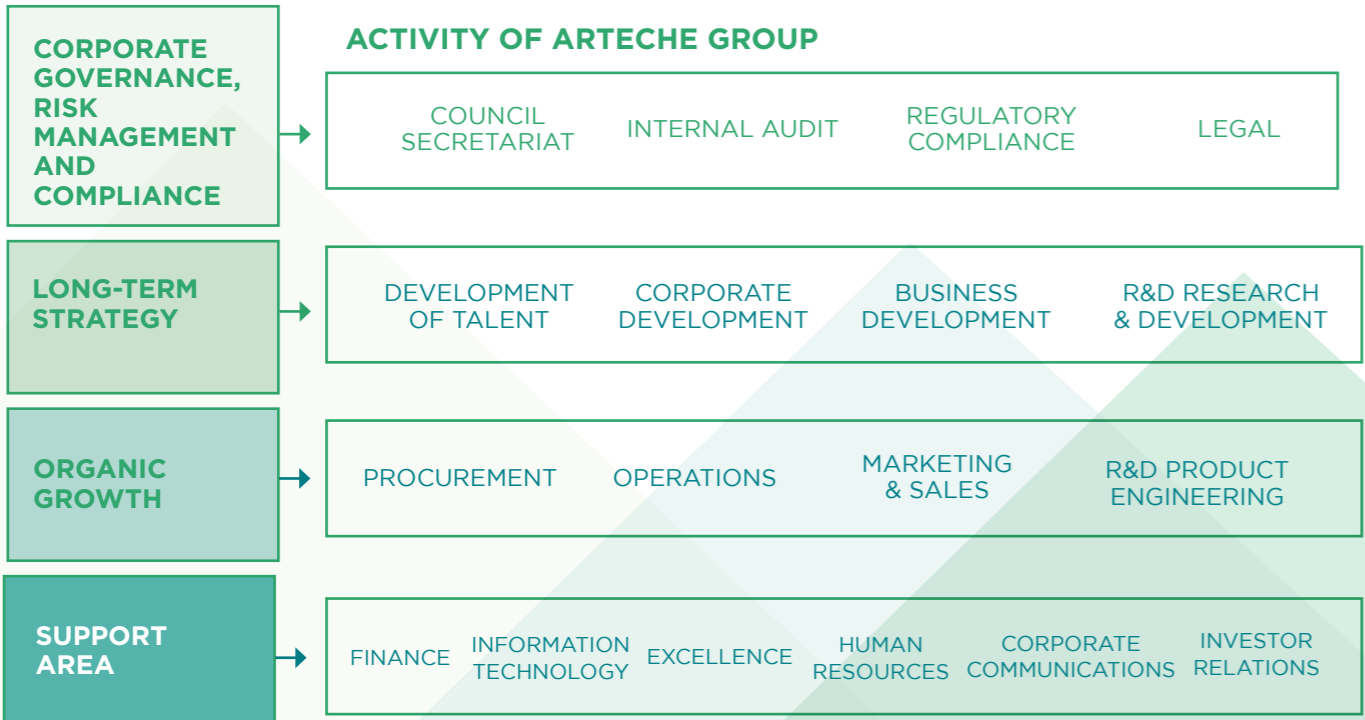 CORPORATE
GOVERNANCE,
RISK
MANAGEMENT
AND
COMPLIANCE
ACTIVITY OF ARTECHE GROUP
COUNCIL
SECRETARIAT
INTERNAL AUDIT
REGULATORY
COMPLIANCE
LEGAL
LONG-TERM
STRATEGY
DEVELOPMENT
OF TALENT
CORPORATE
DEVELOPMENT
BUSINESS
DEVELOPMENT
R&D RESEARCH
& DEVELOPMENT
ORGANIC
GROWTH
PROCUREMENT
OPERATIONS
MARKETING
& SALES
R&D PRODUCT
ENGINEERING
SUPPORT
AREA
FINANCE
INFORMATION
TECHNOLOGY
EXCELLENCE
HUMAN
RESOURCES
CORPORATE
COMMUNICATIONS
INVESTOR
RELATIONS